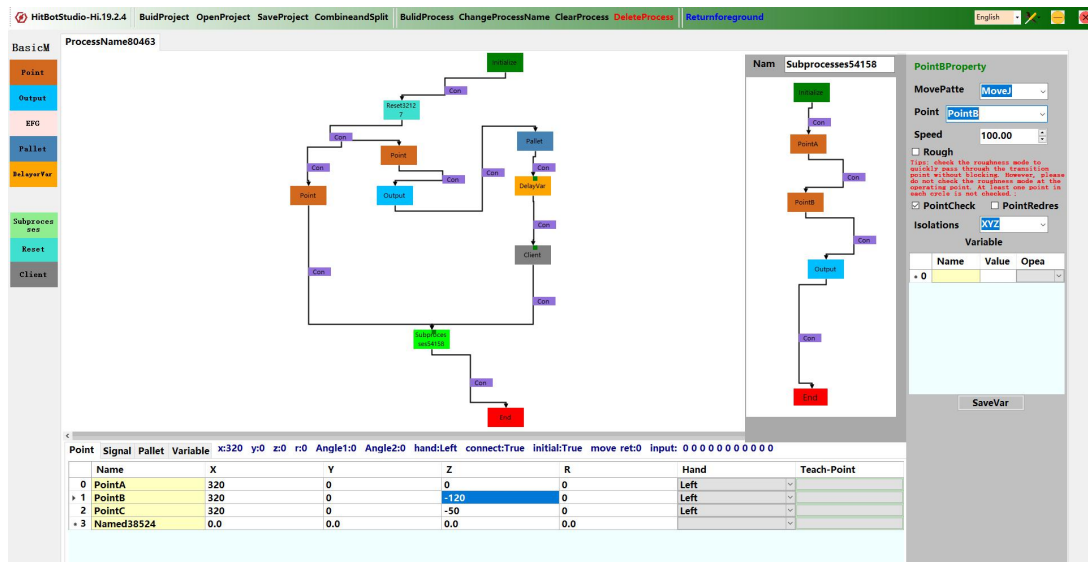 HitBotStudio-Hi.19.2.4 BuidProject OpenProject SaveProject CombineandSplit BulidProcess ChangeProcessName ClearProcess DeleteProcess Returnforeground English
BasicM
Point
Output
EFG
Pallet
DelayorVar
Subproces
ses
Reset
Client
ProcessName80463
Initialize
Con
Reset3212
7
Con
Con
Point
Con
Point
Con
Output
Con
Pallet
Con
DelayVar
Con
Client
Con
Con
Subproces
ses54158
Con
End
Nam Subprocesses54158
Initialize
Con
PointA
Con
PointB
Con
Output
Con
End
PointBProperty
MovePatte MoveJ
Point PointB
Speed 100.00
Rough
Tips: check the roughness mode to
quickly pass through the transition
point without blocking. However, please
do not check the roughness mode at the
operating point. At least one point in
each cycle is not checked.;
PointCheck PointRedres
Isolations XYZ
Variable
Name Value Opea
0
SaveVar
Point Signal Pallet Variable x:320 y:0 z:0 r:0 Angle1:0 Angle2:0 hand:Left connect:True initial:True move ret:0 input: 0 0 0 0 0 0 0 0 0 0 0
Name X Y Z R Hand Teach-Point
0 PointA 320 0 0 0 Left
1 PointB 320 0 -120 0 Left
2 PointC 320 0 -50 0 Left
3 Named38524 0.0 0.0 0.0 0.0